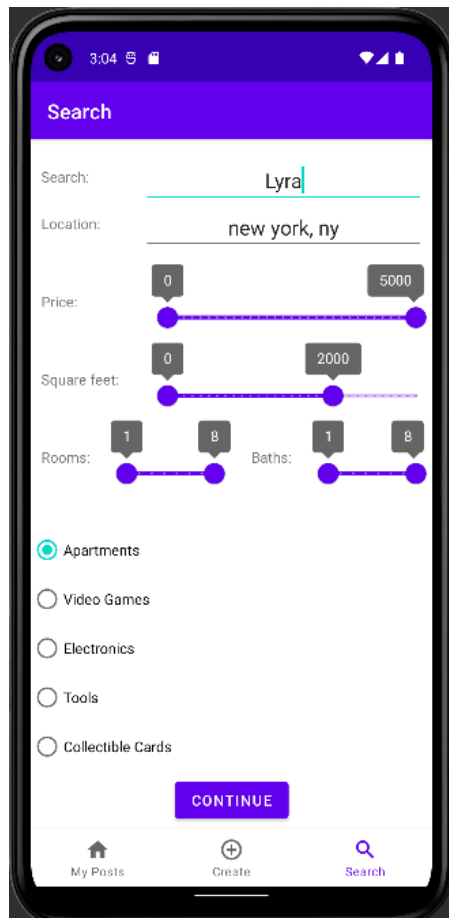 3:04
Search
Search: Lyra
Location: new york, ny
0 5000
Price:
0 2000
Square feet:
1 8 1 8
Rooms: Baths:
Apartments
Video Games
Electronics
Tools
Collectible Cards
CONTINUE
My Posts Create Search